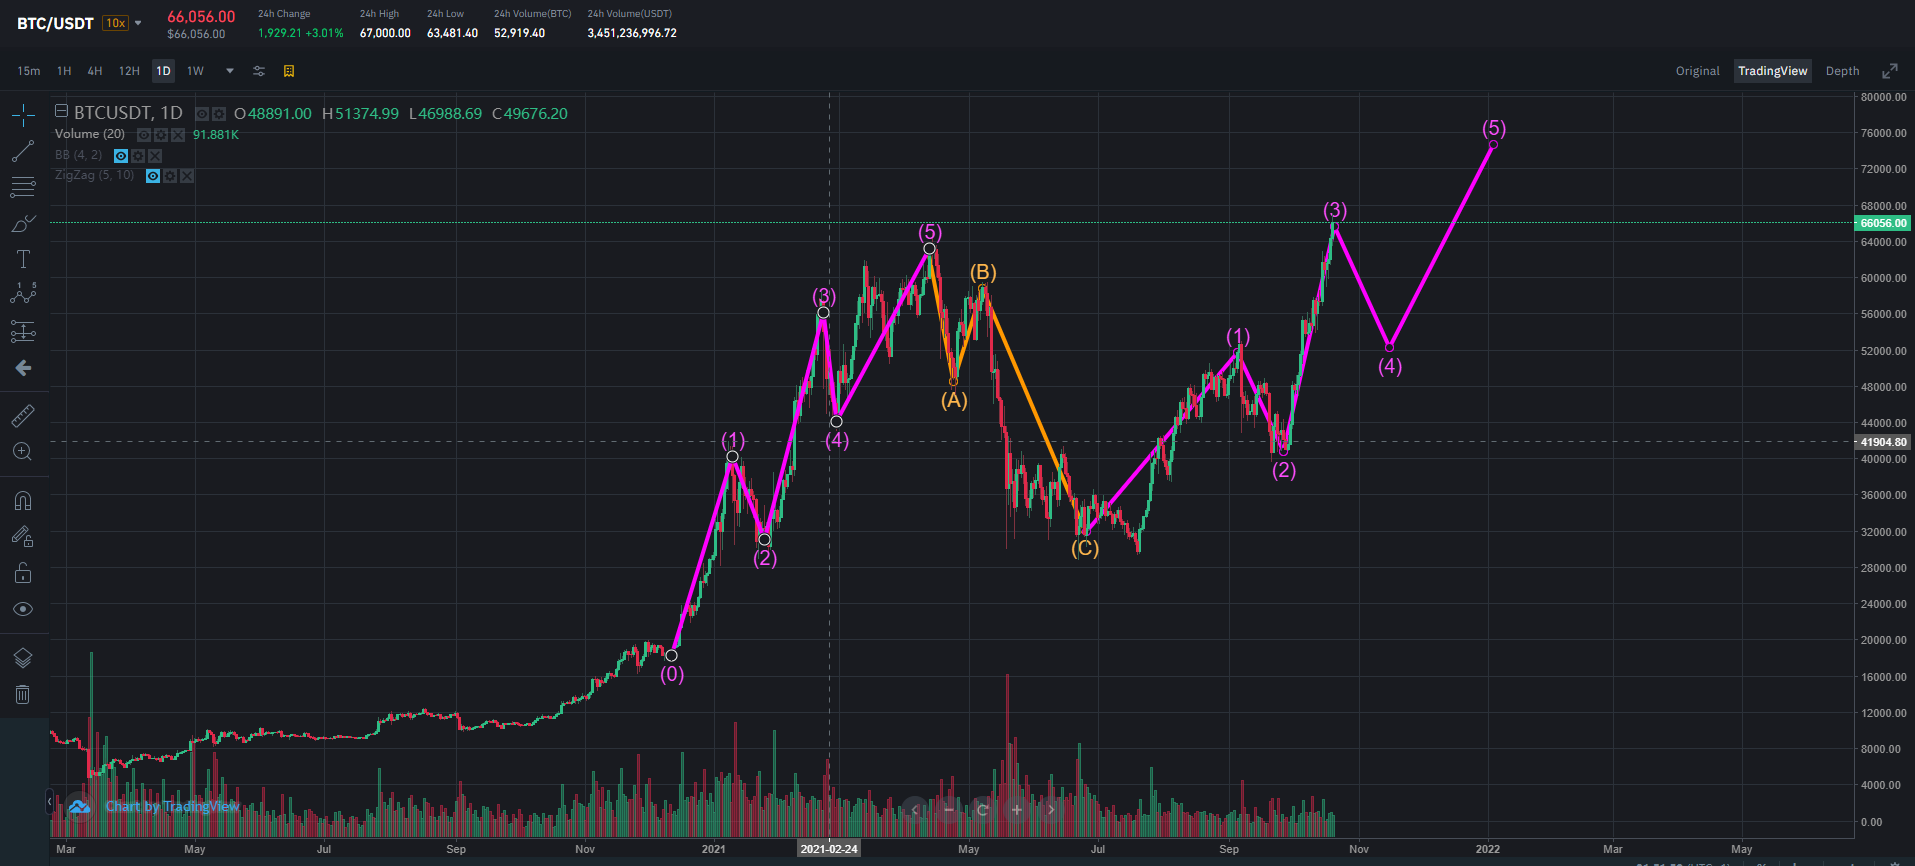 BTC/USDT 10x 66,056.00 24h Change 24h High 24h Low 24h Volume(BTC) 24h Volume(USDT)
$66,056.00 1,929.21 +3.01% 67,000.00 63,481.40 52,919.40 3,451,236,996.72
15m 1H 4H 12H 1D 1W Original TradingView Depth
BTCUSDT, 1D O48891.00 H51374.99 L46988.69 C49676.20
Volume (20) 91.881K
BB (4, 2)
ZigZag (5, 10)
80000.00
76000.00
72000.00
68000.00
66056.00
64000.00
60000.00
56000.00
52000.00
48000.00
44000.00
41904.80
40000.00
36000.00
32000.00
28000.00
24000.00
20000.00
16000.00
12000.00
8000.00
4000.00
0.00
(0)
(1)
(2)
(3)
(4)
(5)
(A)
(B)
(C)
(1)
(2)
(3)
(4)
(5)
1 5
Chart by TradingView
Mar May Jul Sep Nov 2021 2021-02-24 May Jul Sep Nov 2022 Mar May